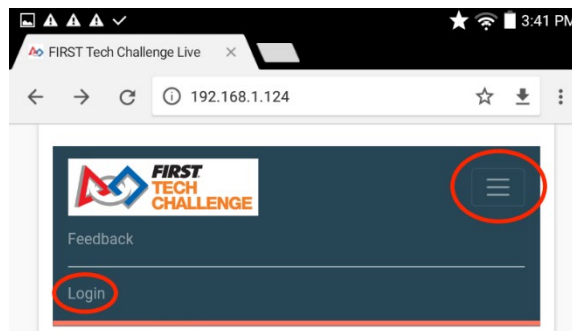 3:41 PM
FIRST Tech Challenge Live
192.168.1.124
FIRST
TECH
CHALLENGE
Feedback
Login